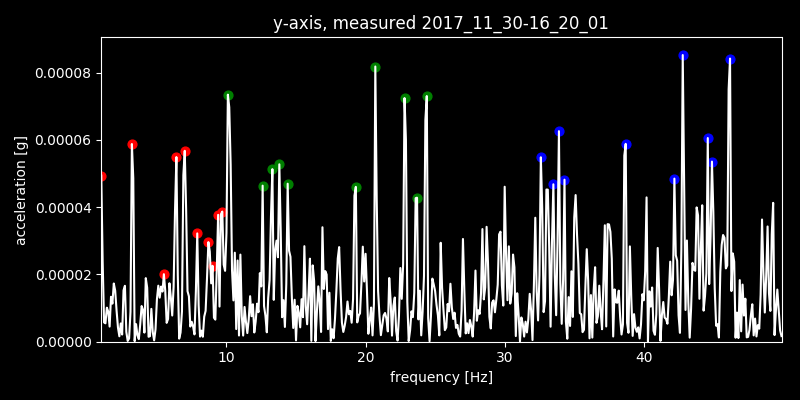 y-axis, measured 2017_11_30-16_20_01
acceleration [g]
0.00008
0.00006
0.00004
0.00002
0.00000
10 20 30 40
frequency [Hz]